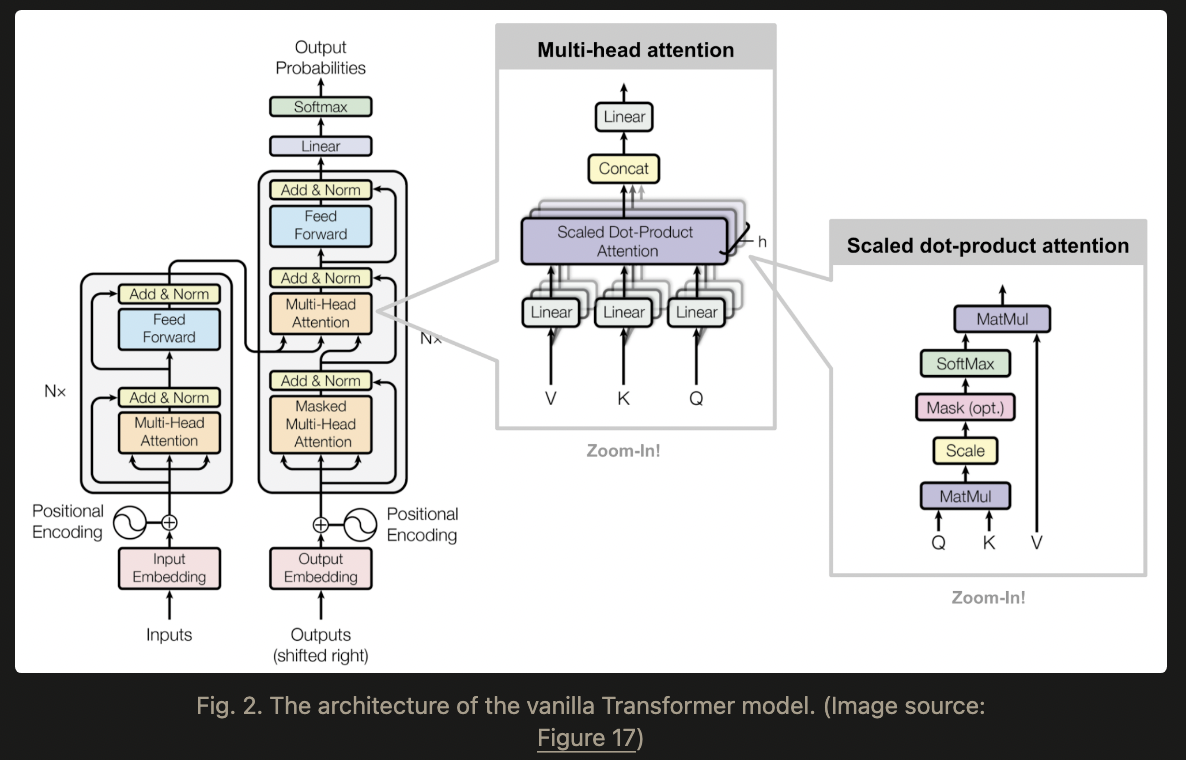 Output
Probabilities
Softmax
Linear
Add & Norm
Feed
Forward
Add & Norm
Multi-Head
Attention
Nx
Add & Norm
Masked
Multi-Head
Attention
Add & Norm
Feed
Forward
Nx
Add & Norm
Multi-Head
Attention
Positional
Encoding
Positional
Encoding
Input
Embedding
Output
Embedding
Inputs
Outputs
(shifted right)
Multi-head attention
Linear
Concat
Scaled Dot-Product
Attention
h
Linear
Linear
Linear
V
K
Q
Zoom-In!
Scaled dot-product attention
MatMul
SoftMax
Mask (opt.)
Scale
MatMul
Q
K
V
Zoom-In!
Fig. 2. The architecture of the vanilla Transformer model. (Image source:
Figure 17)